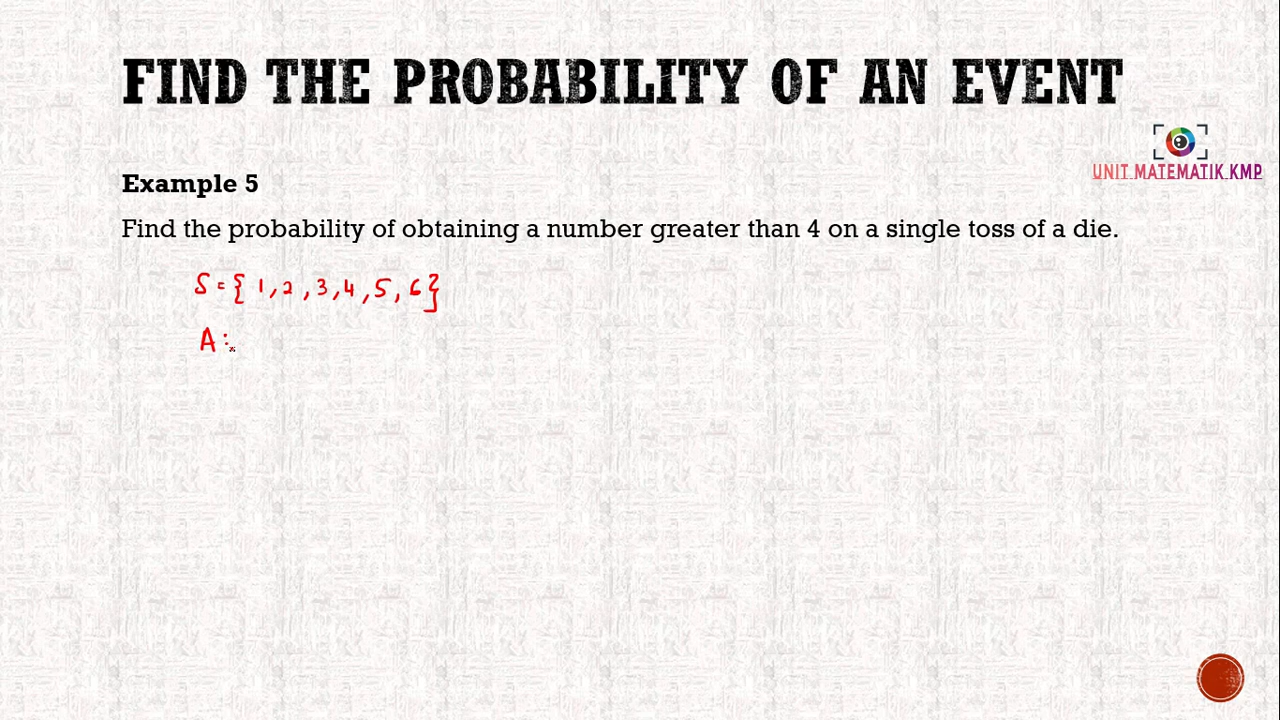 FIND THE PROBABILITY OF AN EVENT
UNIT MATEMATIK KMP
Example 5
Find the probability of obtaining a number greater than 4 on a single toss of a die.
S = { 1, 2, 3, 4, 5, 6 }
A :